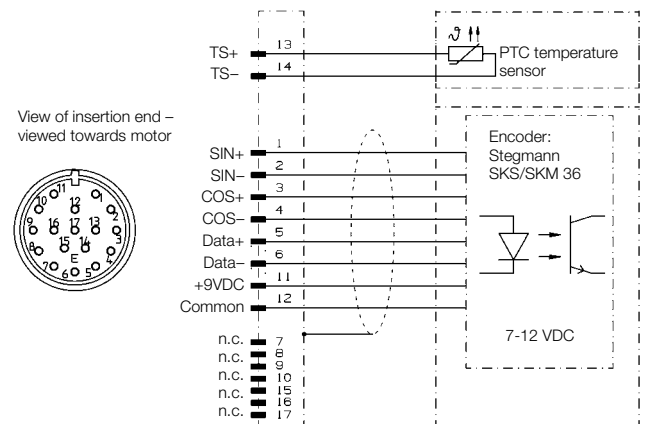 View of insertion end –
viewed towards motor
11
10
12
1
9
16
17
13
2
3
8
15
14
4
7
6
5
E
TS+ 13
TS– 14
ϑ
PTC temperature
sensor
SIN+ 1
SIN– 2
COS+ 3
COS– 4
Data+ 5
Data– 6
+9VDC 11
Common 12
n.c. 7
n.c. 8
9
n.c. 10
n.c. 15
16
n.c. 17
Encoder:
Stegmann
SKS/SKM 36
7-12 VDC